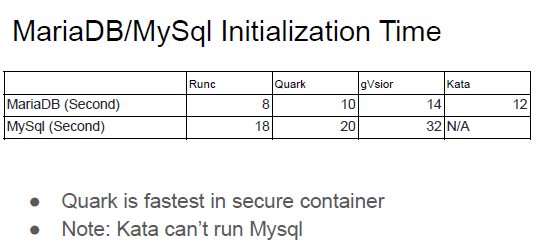 MariaDB/MySql Initialization Time
Runc Quark gVsior Kata
MariaDB (Second) 8 10 14 12
MySql (Second) 18 20 32 N/A
● Quark is fastest in secure container
● Note: Kata can't run Mysql